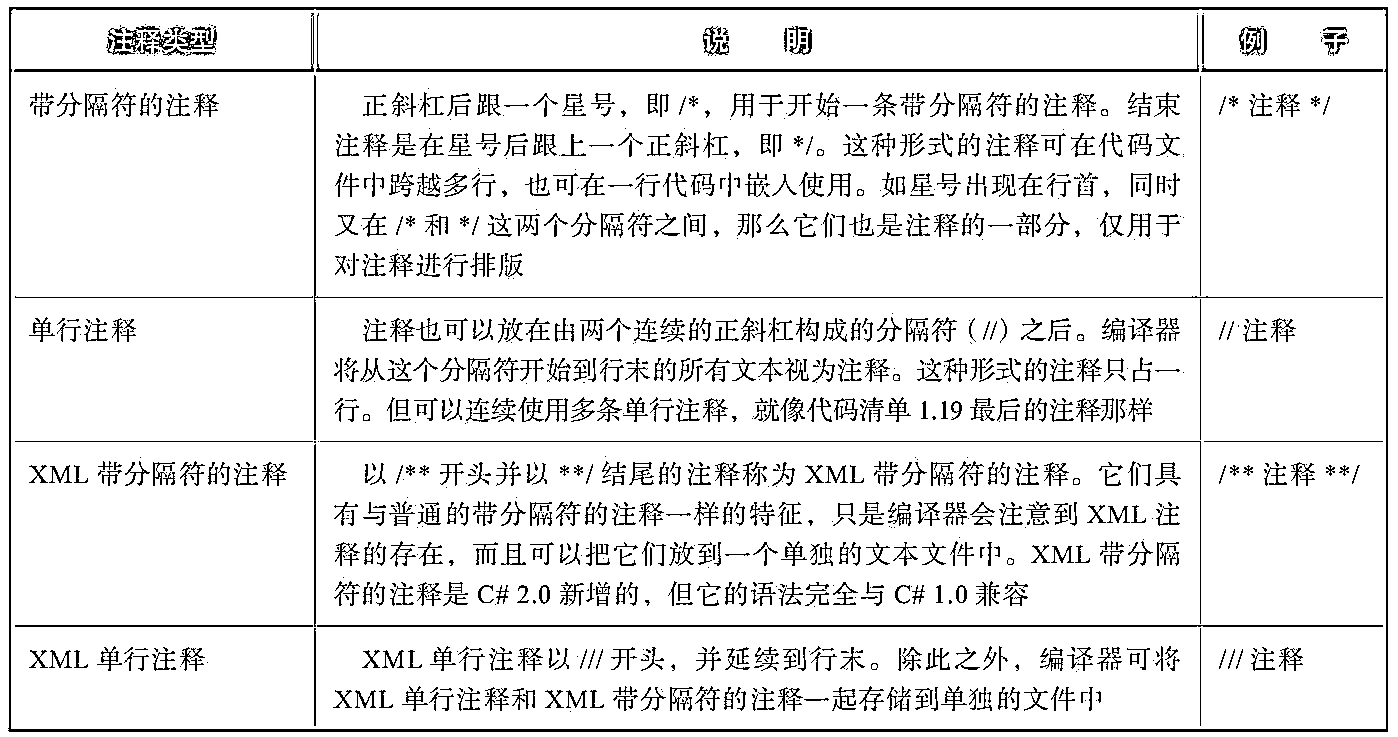 注释类型 说 明 例 子
带分隔符的注释 正斜杠后跟一个星号，即 /*，用于开始一条带分隔符的注释。结束 /* 注释 */
注释是在星号后跟上一个正斜杠，即 */。这种形式的注释可在代码文
件中跨越多行，也可在一行代码中嵌入使用。如星号出现在行首，同时
又在 /* 和 */ 这两个分隔符之间，那么它们也是注释的一部分，仅用于
对注释进行排版
单行注释 注释也可以放在由两个连续的正斜杠构成的分隔符（//）之后。编译器 // 注释
将从这个分隔符开始到行末的所有文本视为注释。这种形式的注释只占一
行。但可以连续使用多条单行注释，就像代码清单 1.19 最后的注释那样
XML 带分隔符的注释 以 /** 开头并以 **/ 结尾的注释称为 XML 带分隔符的注释。它们具 /** 注释 **/
有与普通的带分隔符的注释一样的特征，只是编译器会注意到 XML 注
释的存在，而且可以把它们放到一个单独的文本文件中。XML 带分隔
符的注释是 C# 2.0 新增的，但它的语法完全与 C# 1.0 兼容
XML 单行注释 XML 单行注释以 /// 开头，并延续到行末。除此之外，编译器可将 /// 注释
XML 单行注释和 XML 带分隔符的注释一起存储到单独的文件中